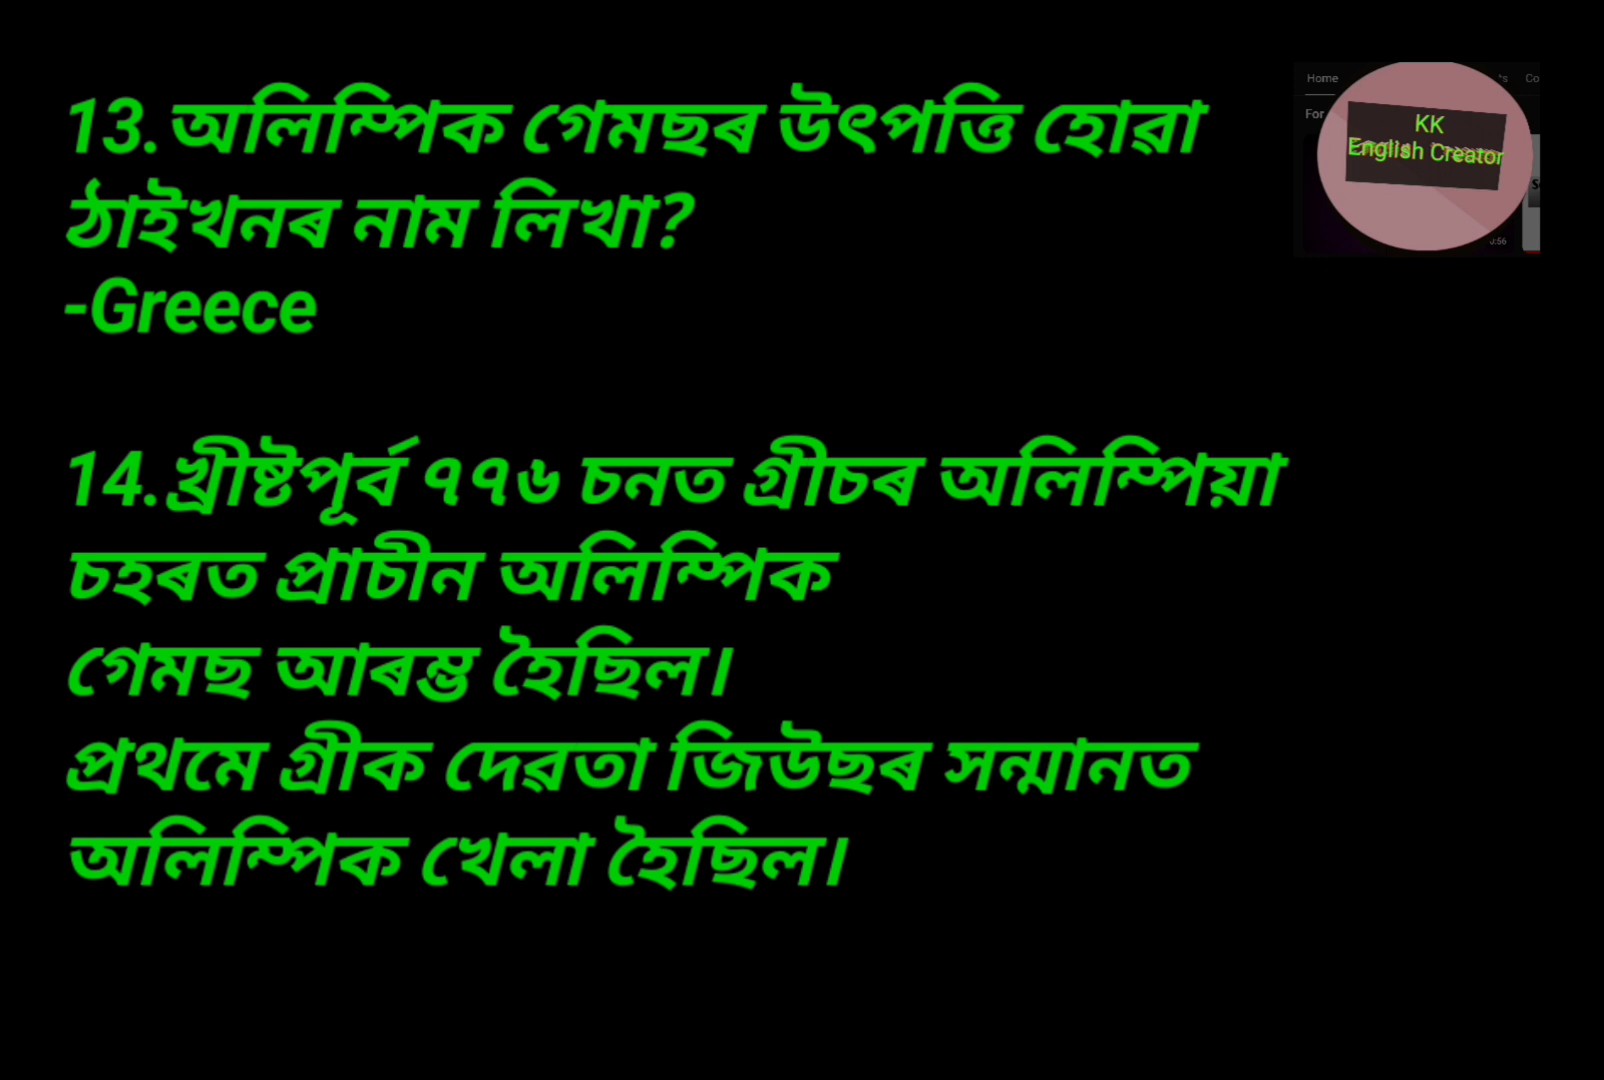 13.অলিম্পিক গেমছৰ উৎপত্তি হোৱা
ঠাইখনৰ নাম লিখা?
-Greece
14.খ্ৰীষ্টপূৰ্ব ৭৭৬ চনত গ্ৰীচৰ অলিম্পিয়া
চহৰত প্ৰাচীন অলিম্পিক
গেমছ আৰম্ভ হৈছিল।
প্ৰথমে গ্ৰীক দেৱতা জিউছৰ সন্মানত
অলিম্পিক খেলা হৈছিল।
Home
For
Co
KK
English Creator